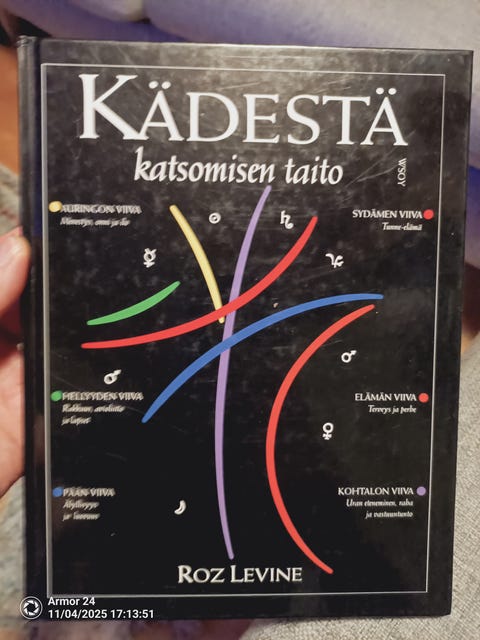 KÄDESTÄ
katsomisen taito
WSOY
AURINGON VIIVA
Menestys, onni ja ilo
SYDÄMEN VIIVA
Tunne-elämä
HELLYYDEN VIIVA
Rakkaus, avioliitto
ja lapset
ELÄMÄN VIIVA
Terveys ja perhe
PÄÄN VIIVA
Älyllisyys
ja luovuus
KOHTALON VIIVA
Uran eteneminen, raha
ja vastuuntunto
ROZ LEVINE
Armor 24
11/04/2025 17:13:51